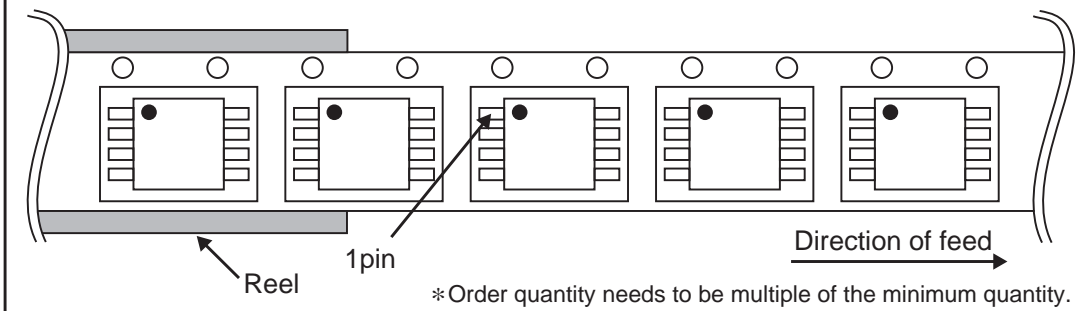 Direction of feed
1pin
Reel
*Order quantity needs to be multiple of the minimum quantity.